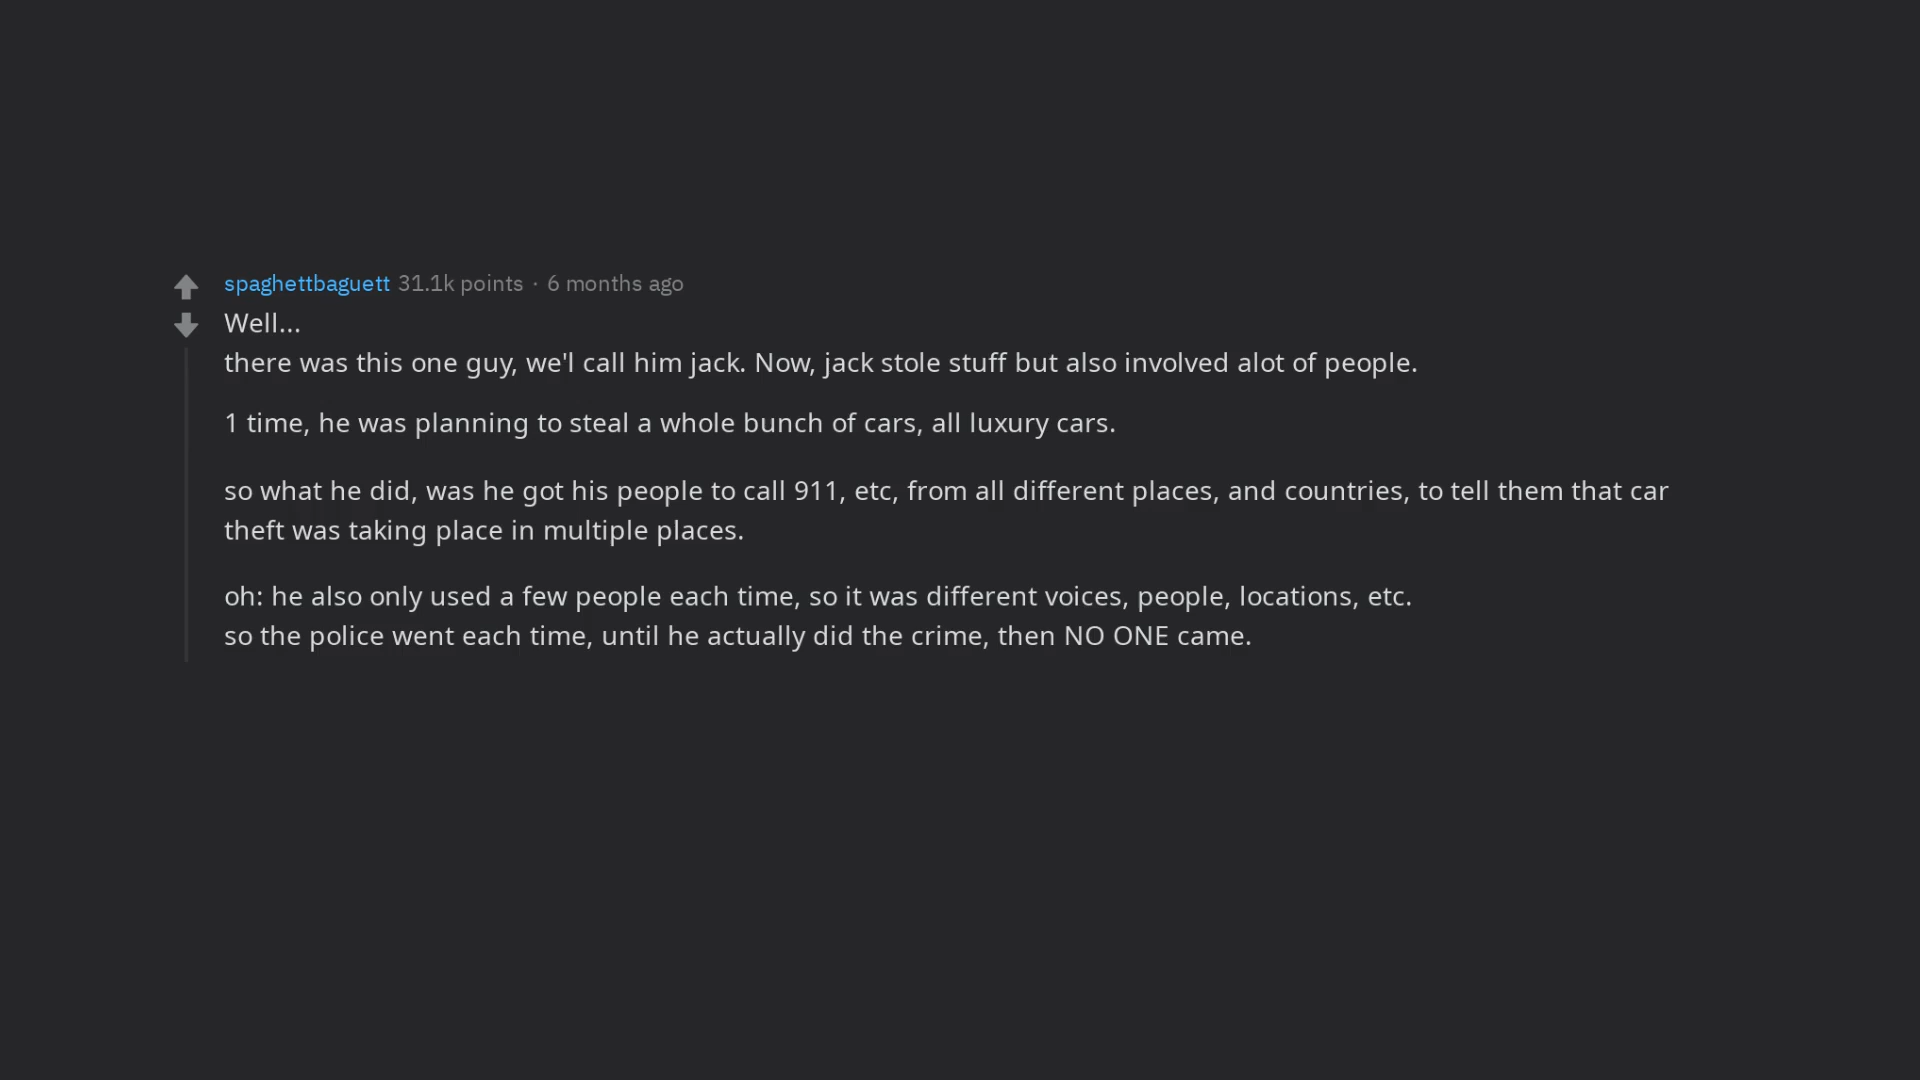 spaghettbaguett 31.1k points · 6 months ago
Well...
there was this one guy, we'l call him jack. Now, jack stole stuff but also involved alot of people.
1 time, he was planning to steal a whole bunch of cars, all luxury cars.
so what he did, was he got his people to call 911, etc, from all different places, and countries, to tell them that car
theft was taking place in multiple places.
oh: he also only used a few people each time, so it was different voices, people, locations, etc.
so the police went each time, until he actually did the crime, then NO ONE came.